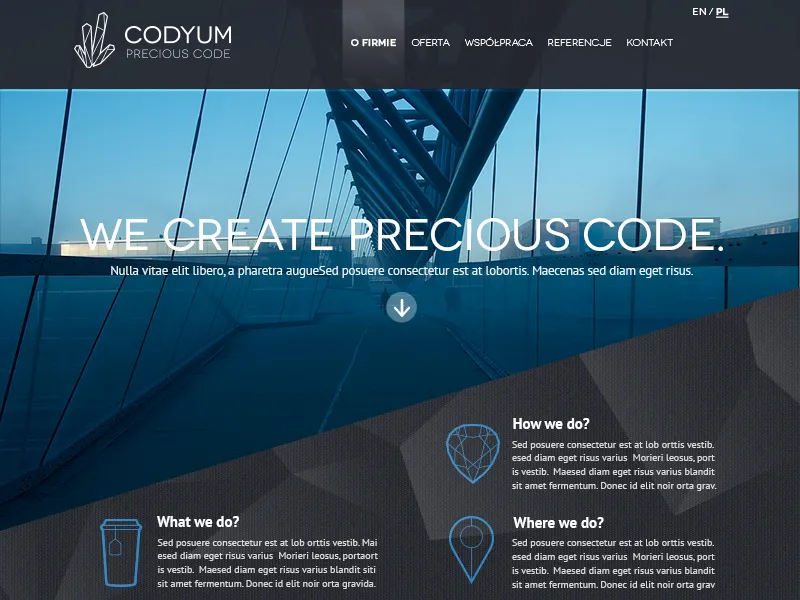 EN / PL
CODYUM
PRECIOUS CODE
O FIRMIE OFERTA WSPÓŁPRACA REFERENCJE KONTAKT
WE CREATE PRECIOUS CODE.
Nulla vitae elit libero, a pharetra augueSed posuere consectetur est at lobortis. Maecenas sed diam eget risus.
How we do?
Sed posuere consectetur est at lob orttis vestib.
esed diam eget risus varius Morieri leosus, port
is vestib. Maesed diam eget risus varius blandit
sit amet fermentum. Donec id elit noir orta grav.
What we do?
Sed posuere consectetur est at lob orttis vestib. Mai
esed diam eget risus varius Morieri leosus, portaort
is vestib. Maesed diam eget risus varius blandit siti
sit amet fermentum. Donec id elit noir orta gravida.
Where we do?
Sed posuere consectetur est at lob orttis vestib.
esed diam eget risus varius Morieri leosus, port
is vestib. Maesed diam eget risus varius blandit
sit amet fermentum. Donec id elit noir orta grav